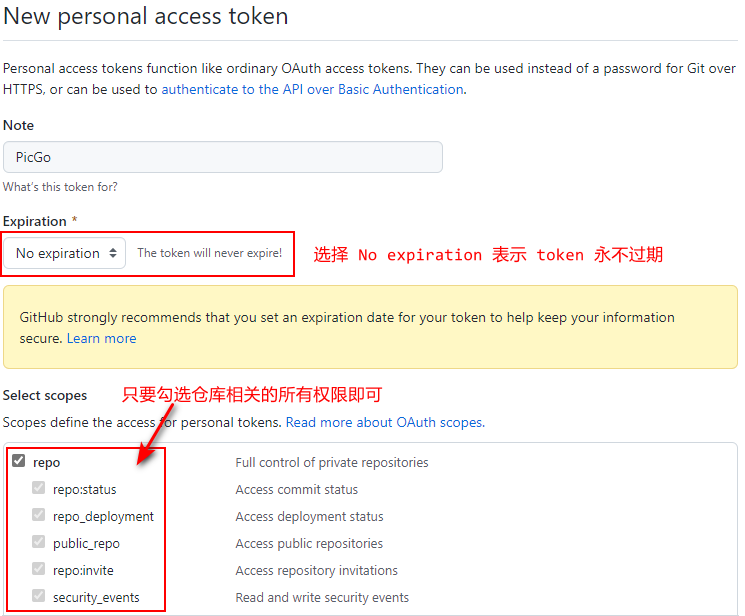 New personal access token
Personal access tokens function like ordinary OAuth access tokens. They can be used instead of a password for Git over
HTTPS, or can be used to authenticate to the API over Basic Authentication.
Note
PicGo
What's this token for?
Expiration *
No expiration The token will never expire! 选择 No expiration 表示 token 永不过期
GitHub strongly recommends that you set an expiration date for your token to help keep your information
secure. Learn more
Select scopes 只要勾选仓库相关的所有权限即可
Scopes define the access for personal tokens. Read more about OAuth scopes.
repo Full control of private repositories
repo:status Access commit status
repo_deployment Access deployment status
public_repo Access public repositories
repo:invite Access repository invitations
security_events Read and write security events